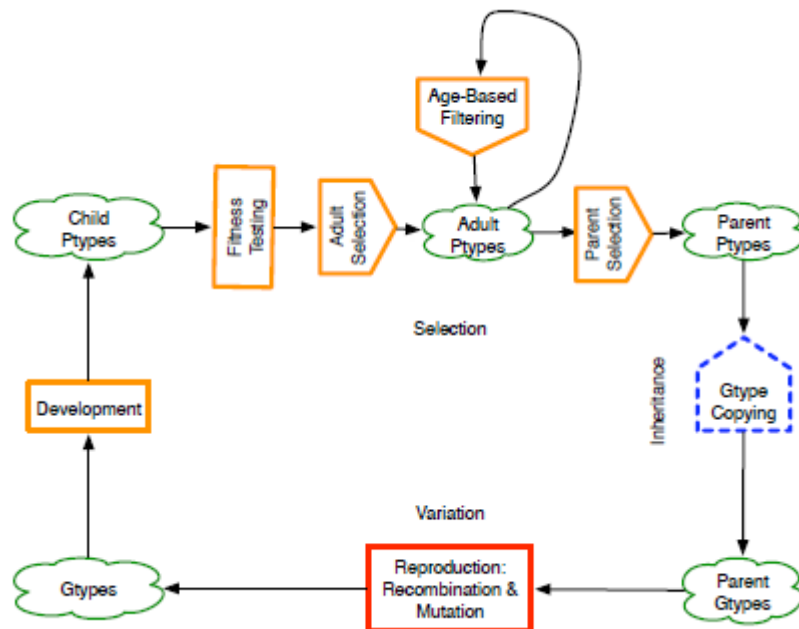 Age-Based
Filtering
Child
Ptypes
Fitness
Testing
Adult
Selection
Adult
Ptypes
Parent
Selection
Parent
Ptypes
Selection
Development
Inheritance
Gtype
Copying
Variation
Gtypes
Reproduction:
Recombination &
Mutation
Parent
Gtypes